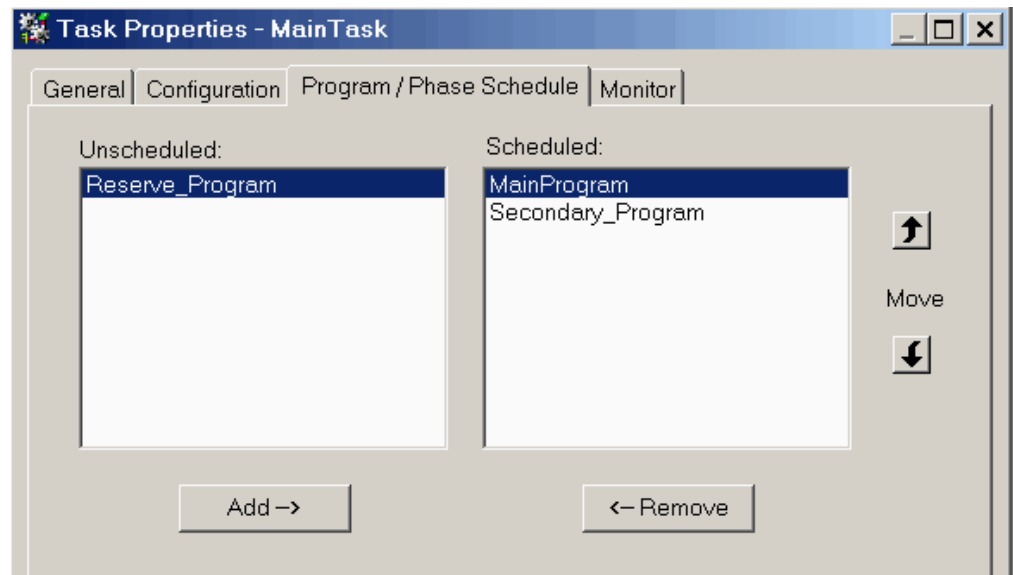 Task Properties - MainTask
General Configuration Program / Phase Schedule Monitor
Unscheduled:
Reserve_Program
Scheduled:
MainProgram
Secondary_Program
Move
Add -->
<-- Remove